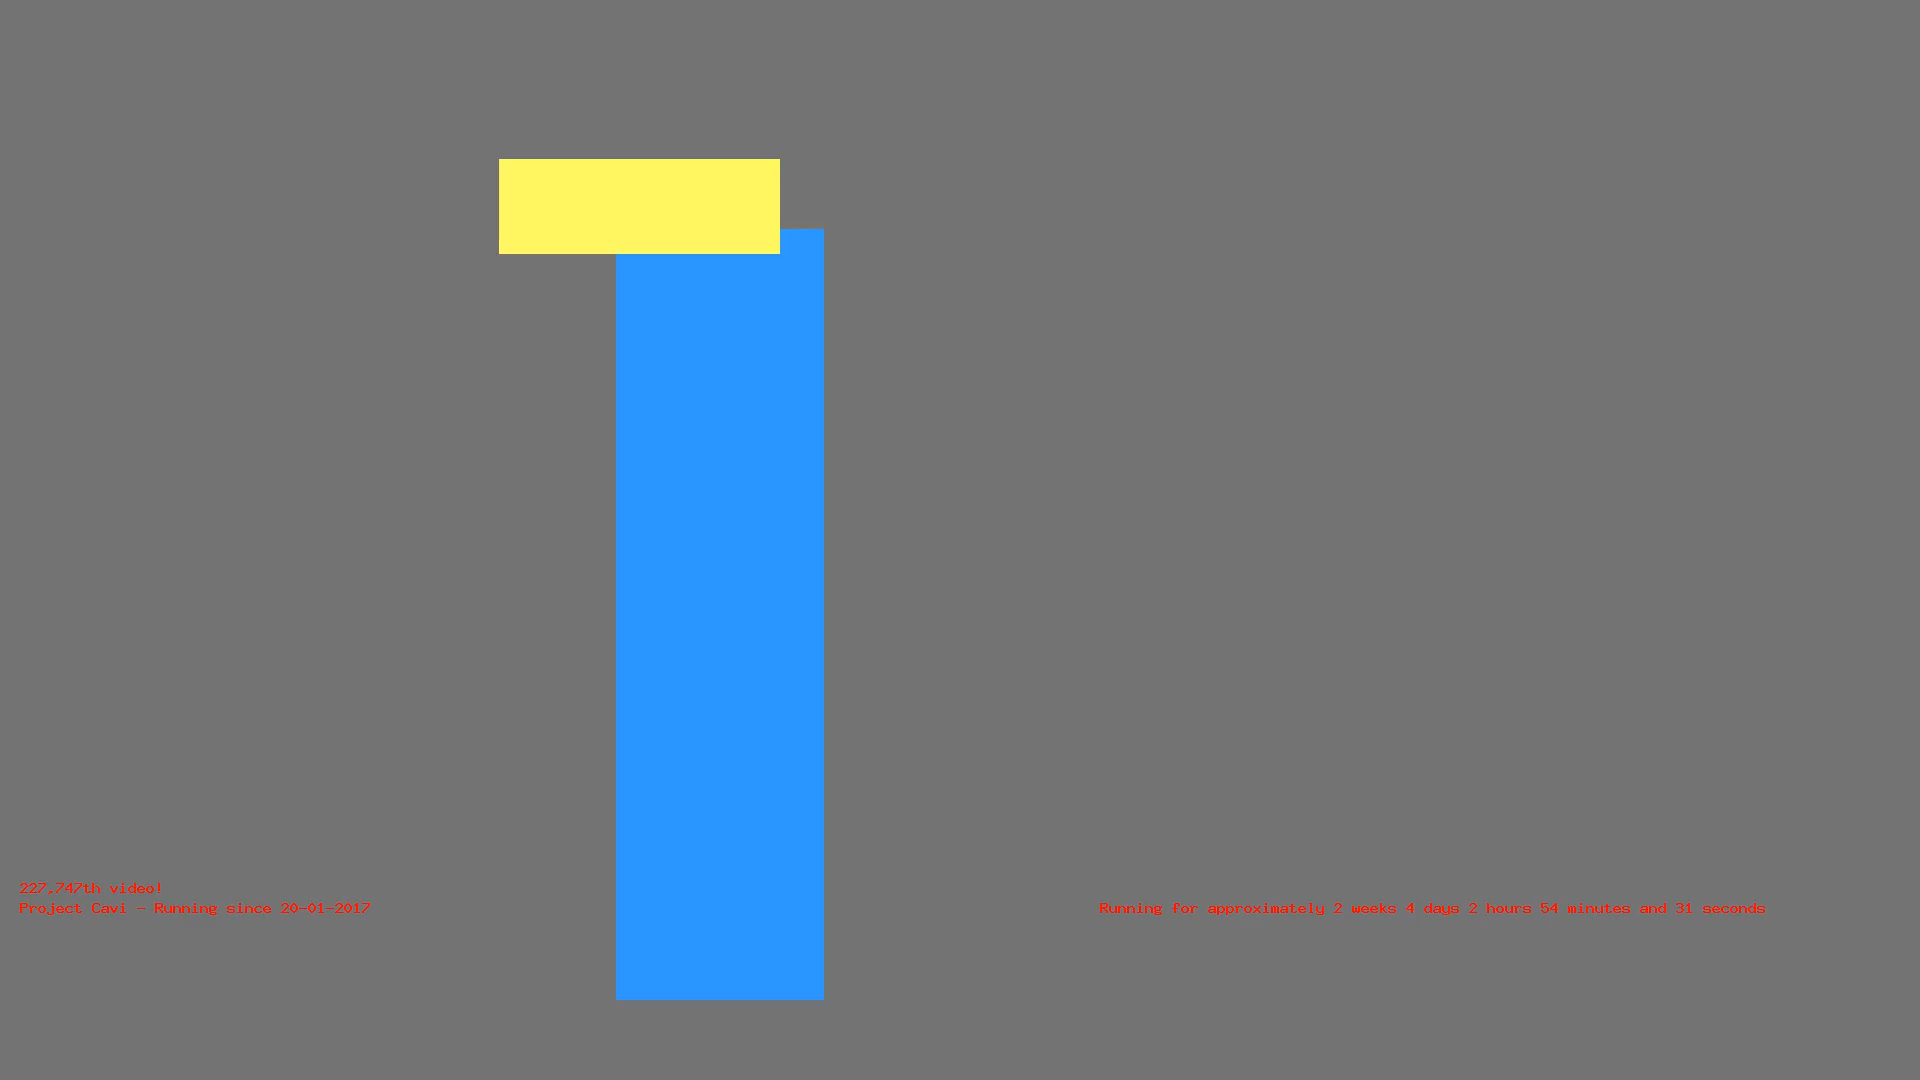 227,747th video!
Project Cavi - Running since 20-01-2017
Running for approximately 2 weeks 4 days 2 hours 54 minutes and 31 seconds